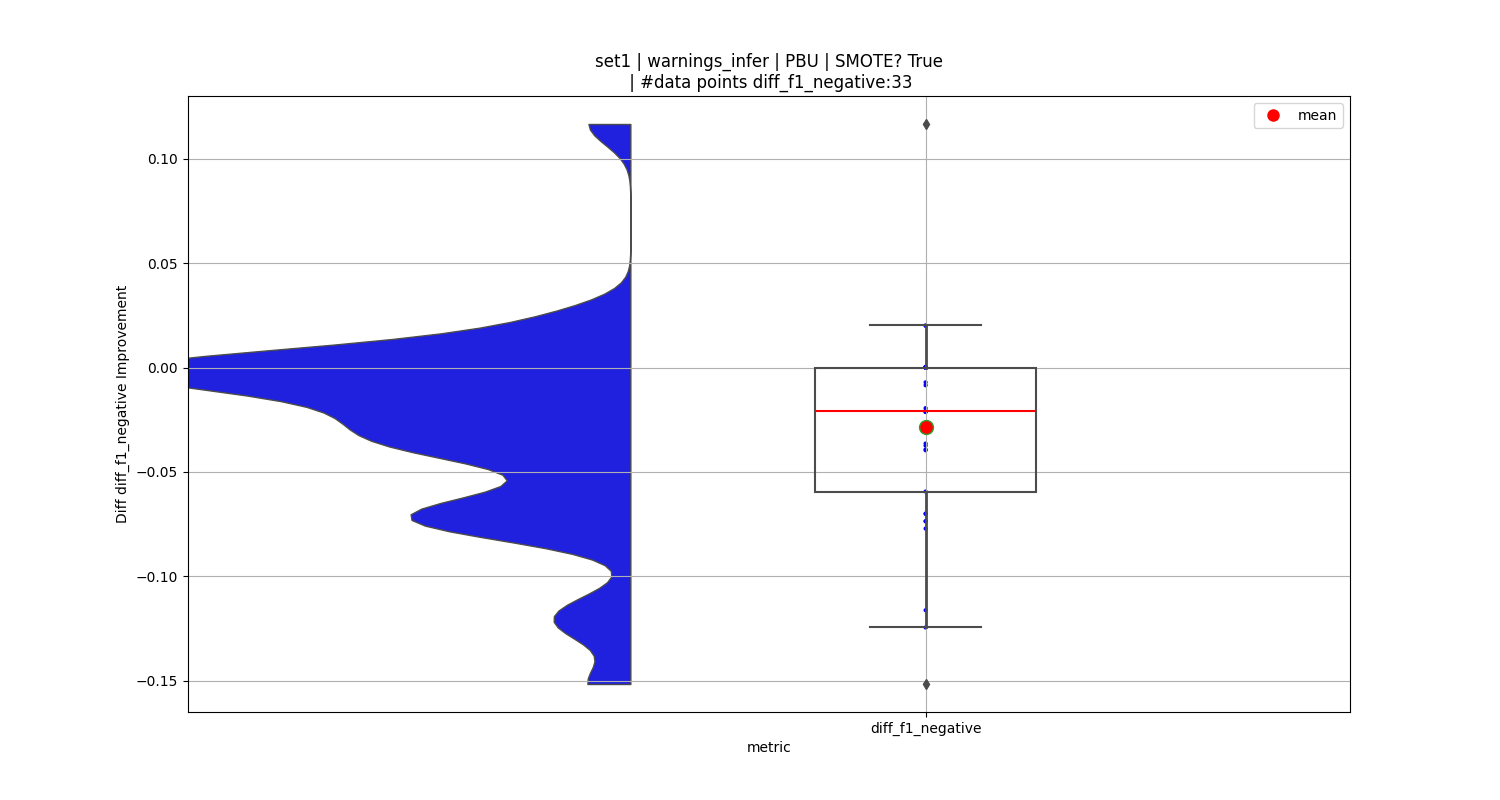 set1 | warnings_infer | PBU | SMOTE? True
| #data points diff_f1_negative:33
mean
0.10
0.05
0.00
−0.05
−0.10
−0.15
Diff diff_f1_negative Improvement
diff_f1_negative
metric